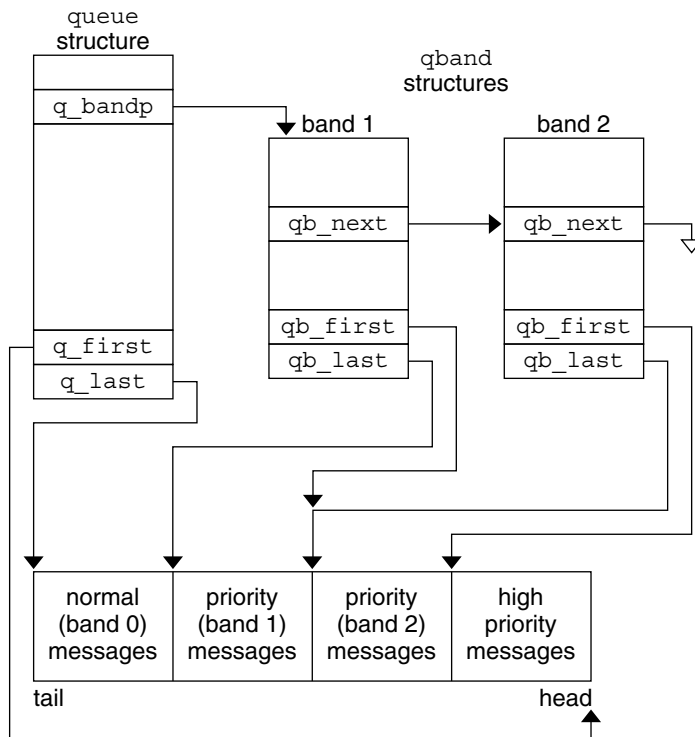 queue
structure
qband
structures
q_bandp
band 1
band 2
qb_next
qb_next
q_first
q_last
qb_first
qb_last
qb_first
qb_last
normal
(band 0)
messages
priority
(band 1)
messages
priority
(band 2)
messages
high
priority
messages
tail
head